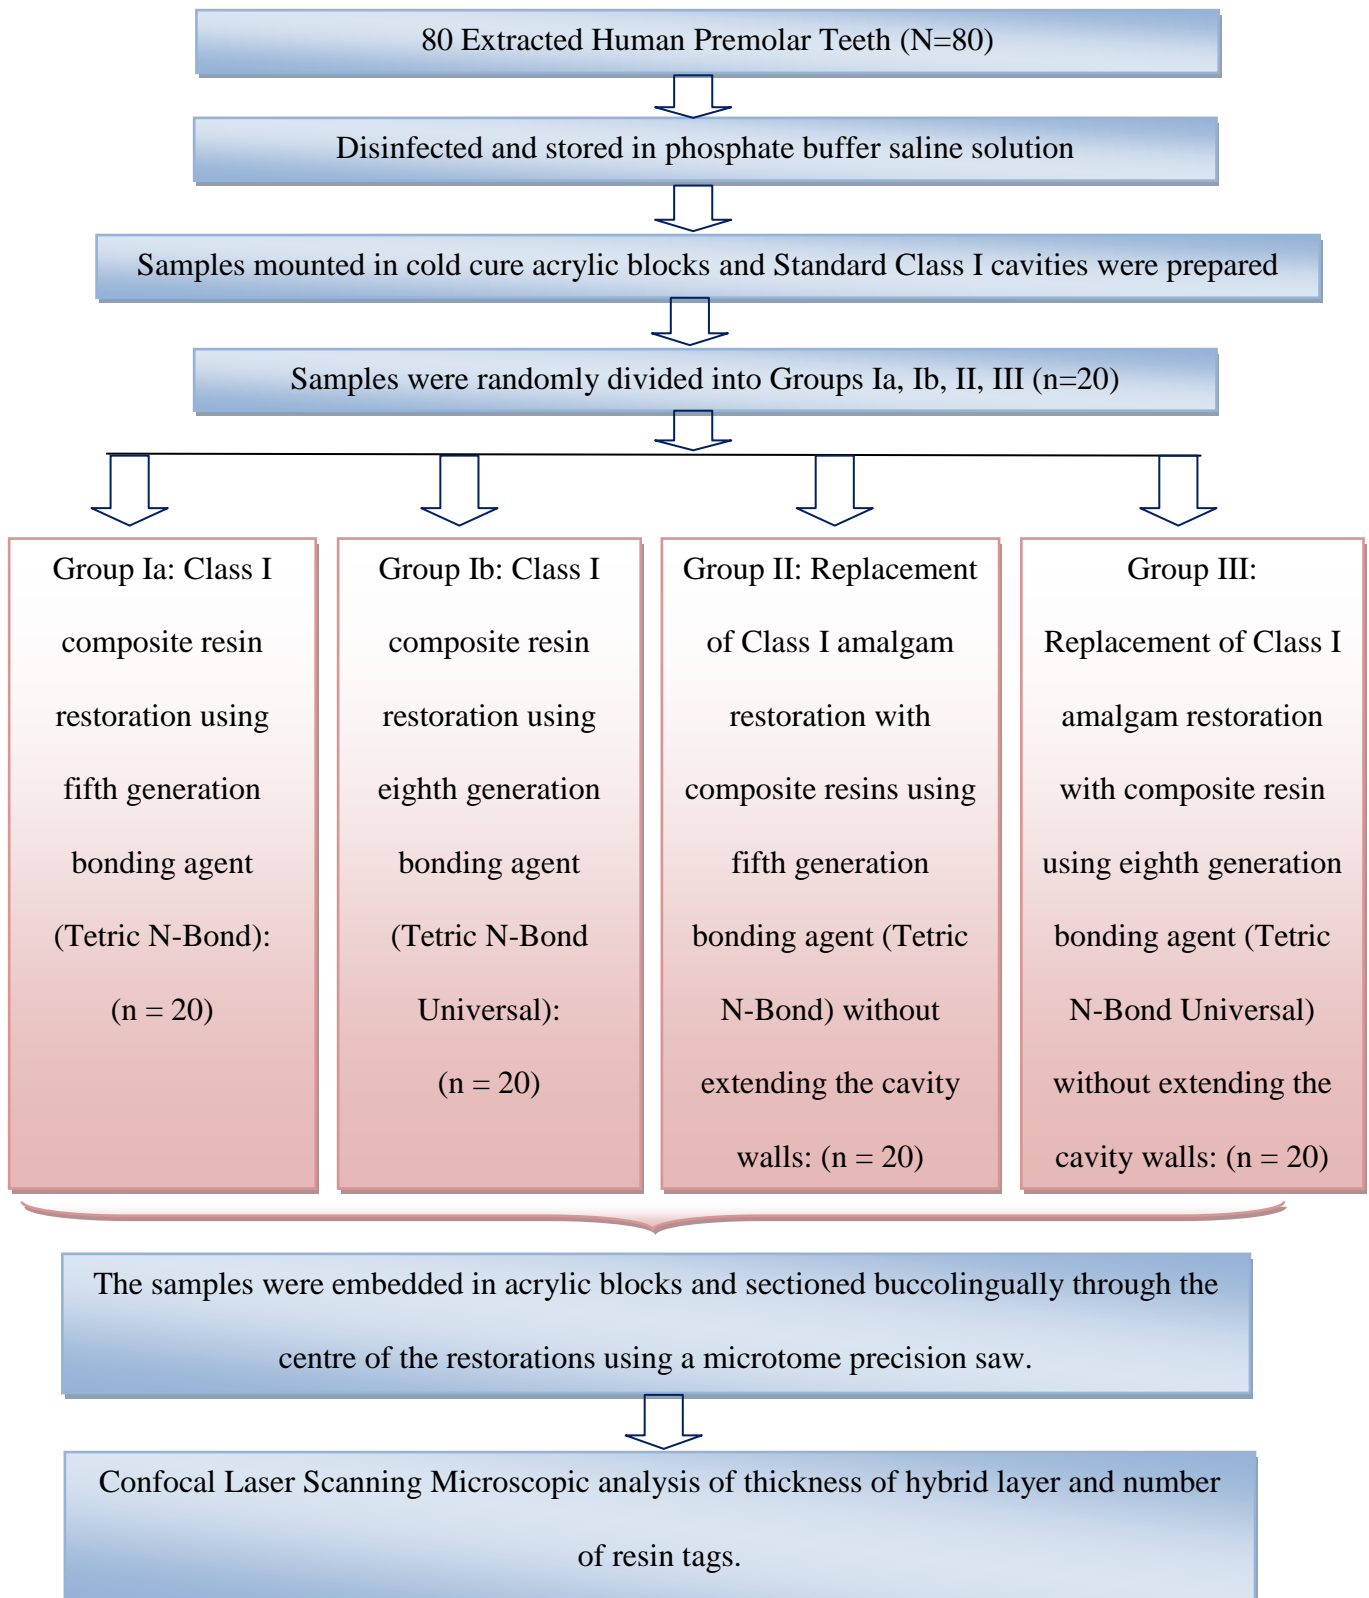 80 Extracted Human Premolar Teeth (N=80)
Disinfected and stored in phosphate buffer saline solution
Samples mounted in cold cure acrylic blocks and Standard Class I cavities were prepared
Samples were randomly divided into Groups Ia, Ib, II, III (n=20)
Group Ia: Class I
composite resin
restoration using
fifth generation
bonding agent
(Tetric N-Bond):
(n = 20)
Group Ib: Class I
composite resin
restoration using
eighth generation
bonding agent
(Tetric N-Bond
Universal):
(n = 20)
Group II: Replacement
of Class I amalgam
restoration with
composite resins using
fifth generation
bonding agent (Tetric
N-Bond) without
extending the cavity
walls: (n = 20)
Group III:
Replacement of Class I
amalgam restoration
with composite resin
using eighth generation
bonding agent (Tetric
N-Bond Universal)
without extending the
cavity walls: (n = 20)
The samples were embedded in acrylic blocks and sectioned buccolingually through the
centre of the restorations using a microtome precision saw.
Confocal Laser Scanning Microscopic analysis of thickness of hybrid layer and number
of resin tags.